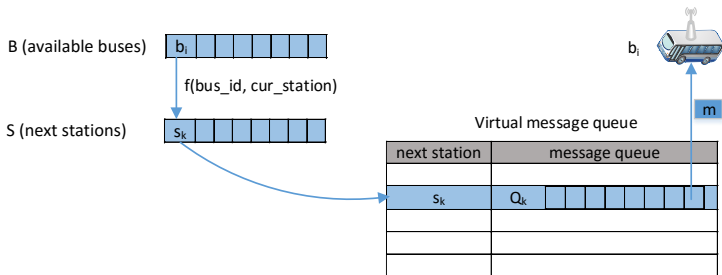 B (available buses)
bi
bi
f(bus_id, cur_station)
S (next stations)
sk
m
Virtual message queue
next station
message queue
sk
Qk